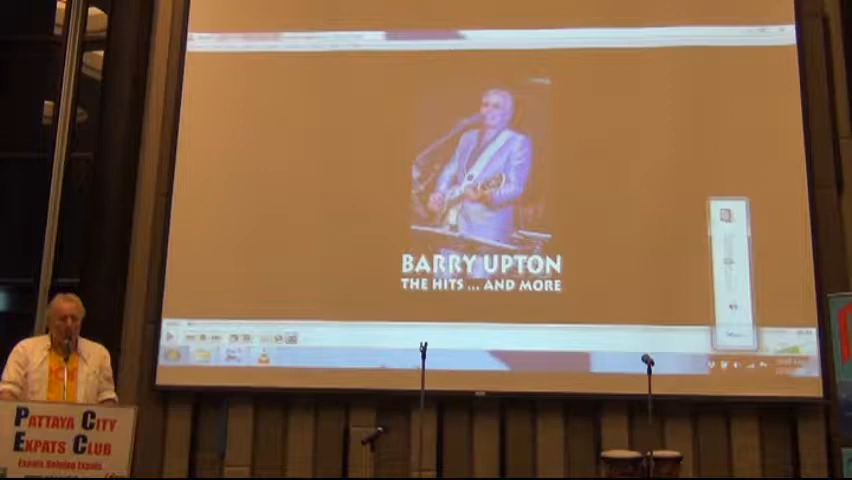 BARRY UPTON
THE HITS ... AND MORE
PATTAYA CITY
EXPATS CLUB
Expats Helping Expats